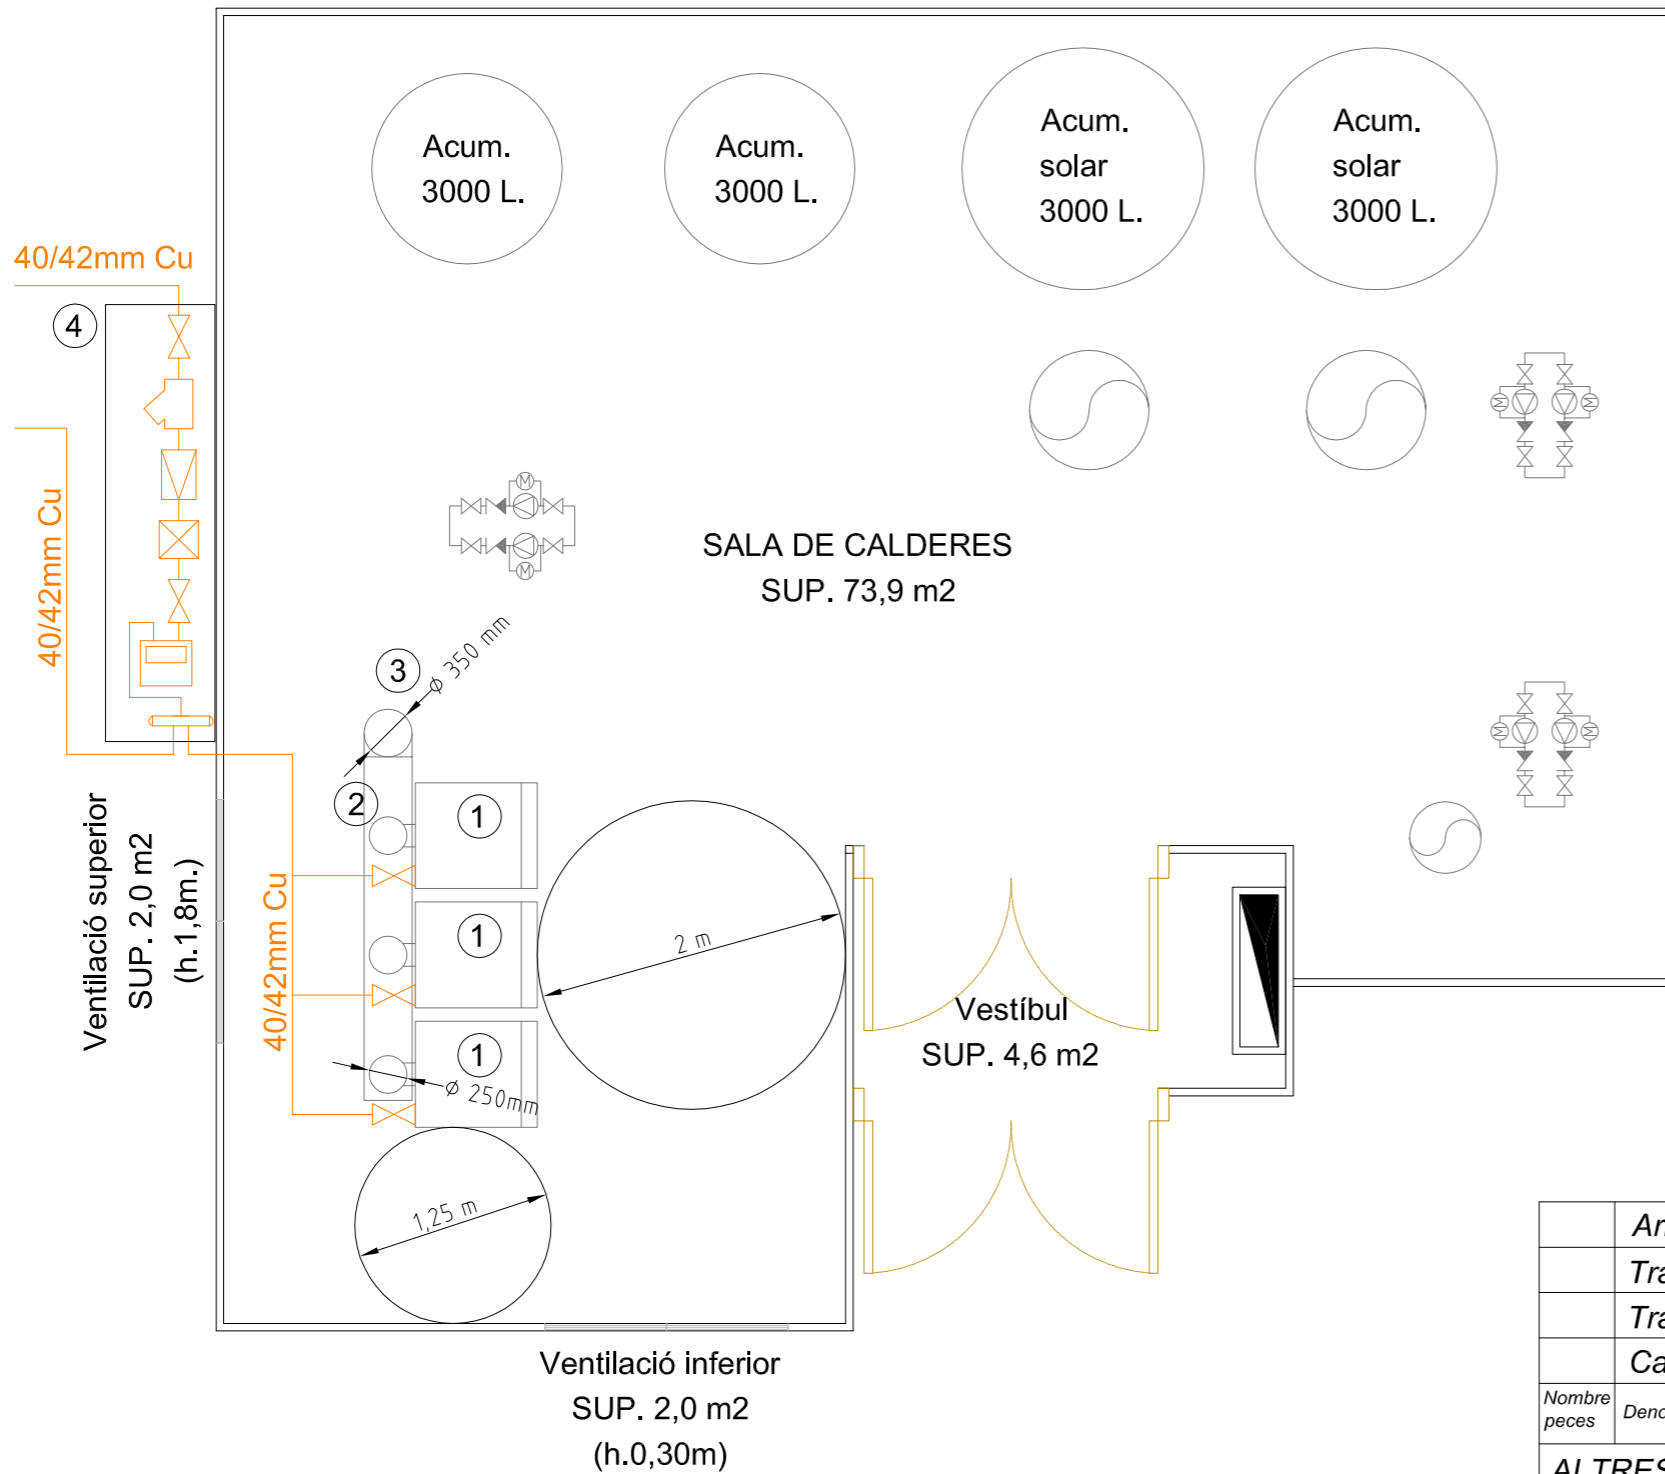 Acum.
3000 L.
Acum.
3000 L.
Acum.
solar
3000 L.
Acum.
solar
3000 L.
40/42mm Cu
4
40/42mm Cu
M
M
M
M
SALA DE CALDERES
SUP. 73,9 m2
3
ϕ 350 mm
2
1
1
1
M
M
Ventilació superior
SUP. 2,0 m2
(h.1,8m.)
40/42mm Cu
2 m
ϕ 250mm
Vestíbul
SUP. 4,6 m2
1,25 m
Ventilació inferior
SUP. 2,0 m2
(h.0,30m)
Nombre
peces